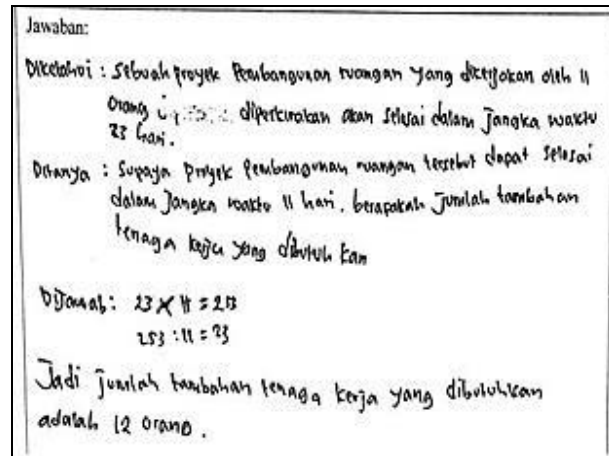 Jawaban:
Diketahui : Sebuah proyek Pembangunan ruangan yang dikerjakan oleh 11
orang diperkirakan akan selesai dalam jangka waktu
23 hari.
Ditanya : Supaya proyek pembangunan ruangan tersebut dapat selesai
dalam jangka waktu 11 hari. berapakah jumlah tambahan
tenaga kerja yang dibutuh kan
Dijawab: 23 X 11 = 253
253 : 11 = 23
Jadi jumlah tambahan tenaga kerja yang dibutuhkan
adalah 12 orang.